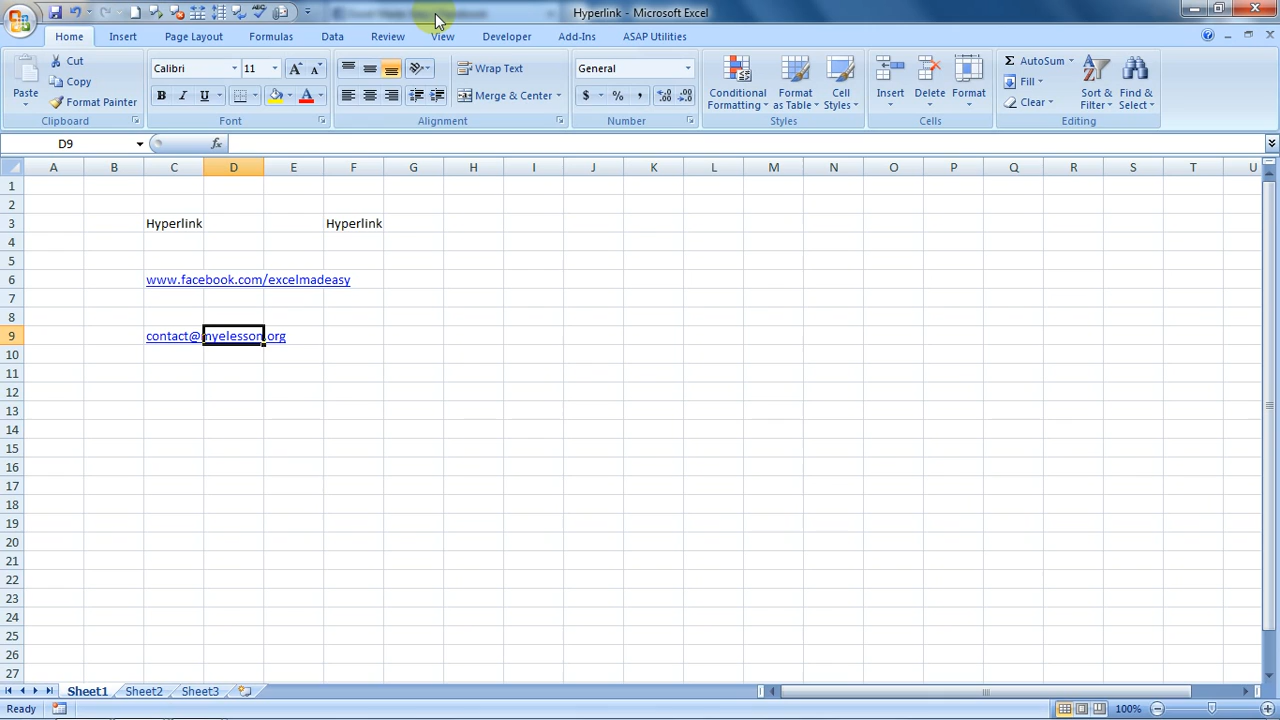 Hyperlink - Microsoft Excel
Home Insert Page Layout Formulas Data Review View Developer Add-Ins ASAP Utilities
Paste Cut Copy Format Painter
Calibri 11
B I U
Wrap Text
Merge & Center
General
$ % ,
Conditional Formatting Format as Table Cell Styles
Insert Delete Format
Σ AutoSum Fill Clear
Sort & Filter Find & Select
Clipboard Font Alignment Number Styles Cells Editing
D9 fx
A B C D E F G H I J K L M N O P Q R S T U
1
2
3 Hyperlink Hyperlink
4
5
6 www.facebook.com/excelmadeasy
7
8
9 contact@myelesson.org
10
11
12
13
14
15
16
17
18
19
20
21
22
23
24
25
26
27
Sheet1 Sheet2 Sheet3
Ready 100%